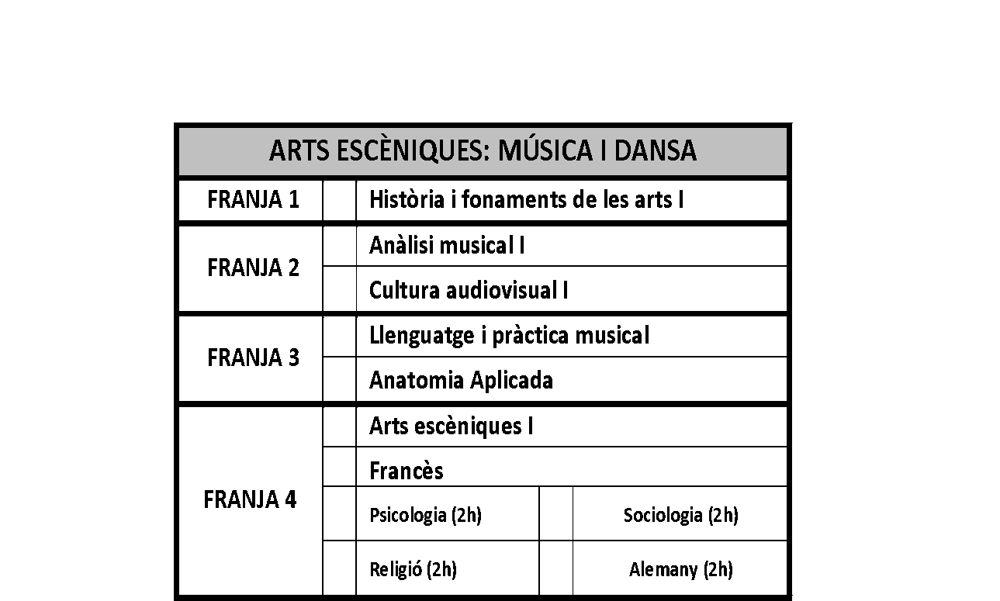 ARTS ESCÈNIQUES: MÚSICA I DANSA
FRANJA 1
Història i fonaments de les arts I
FRANJA 2
Anàlisi musical I
Cultura audiovisual I
FRANJA 3
Llenguatge i pràctica musical
Anatomia Aplicada
FRANJA 4
Arts escèniques I
Francès
Psicologia (2h)
Sociologia (2h)
Religió (2h)
Alemany (2h)